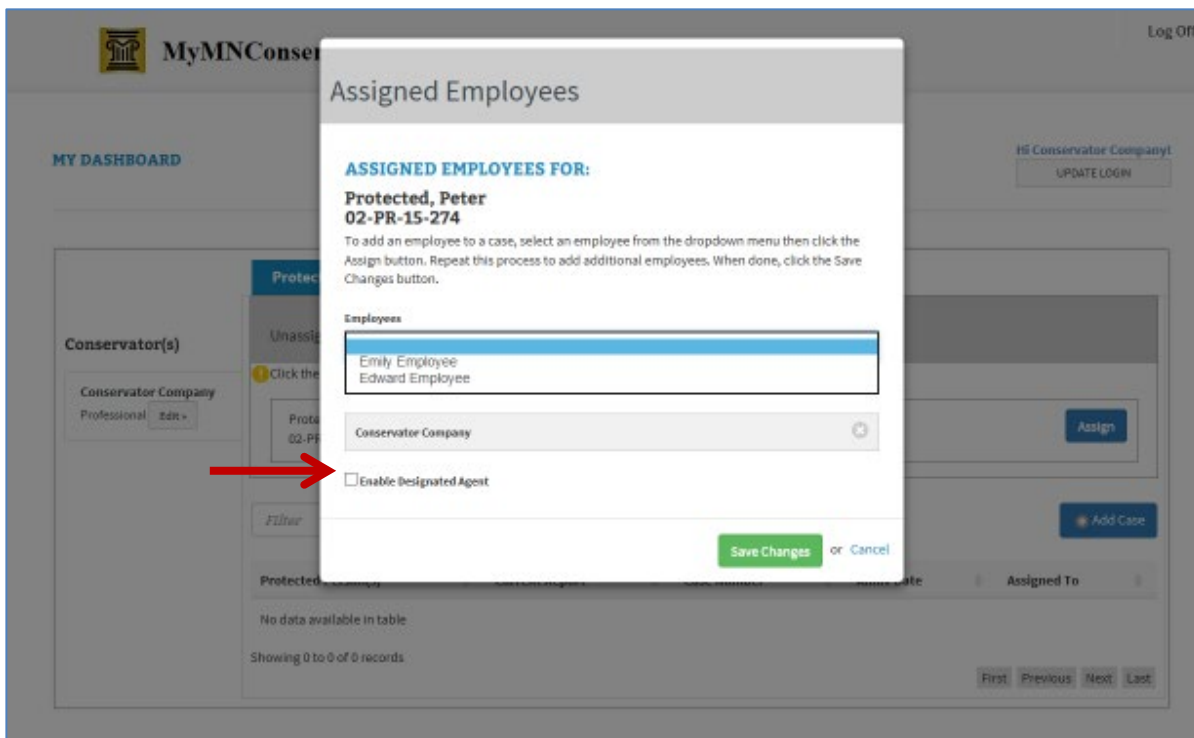 MyMNConser
Log Off
MY DASHBOARD
Hi Conservator Company!
UPDATE LOGIN
Assigned Employees
ASSIGNED EMPLOYEES FOR:
Protected, Peter
02-PR-15-274
To add an employee to a case, select an employee from the dropdown menu then click the
Assign button. Repeat this process to add additional employees. When done, click the Save
Changes button.
Employees
Emily Employee
Edward Employee
Conservator Company
Enable Designated Agent
Save Changes or Cancel
Protec
Conservator(s)
Conservator Company
Professional Edit
Unassig
Click the
Prote
02-PR
Assign
Filter
Add Case
Protected
Assigned To
No data available in table
Showing 0 to 0 of 0 records
First Previous Next Last